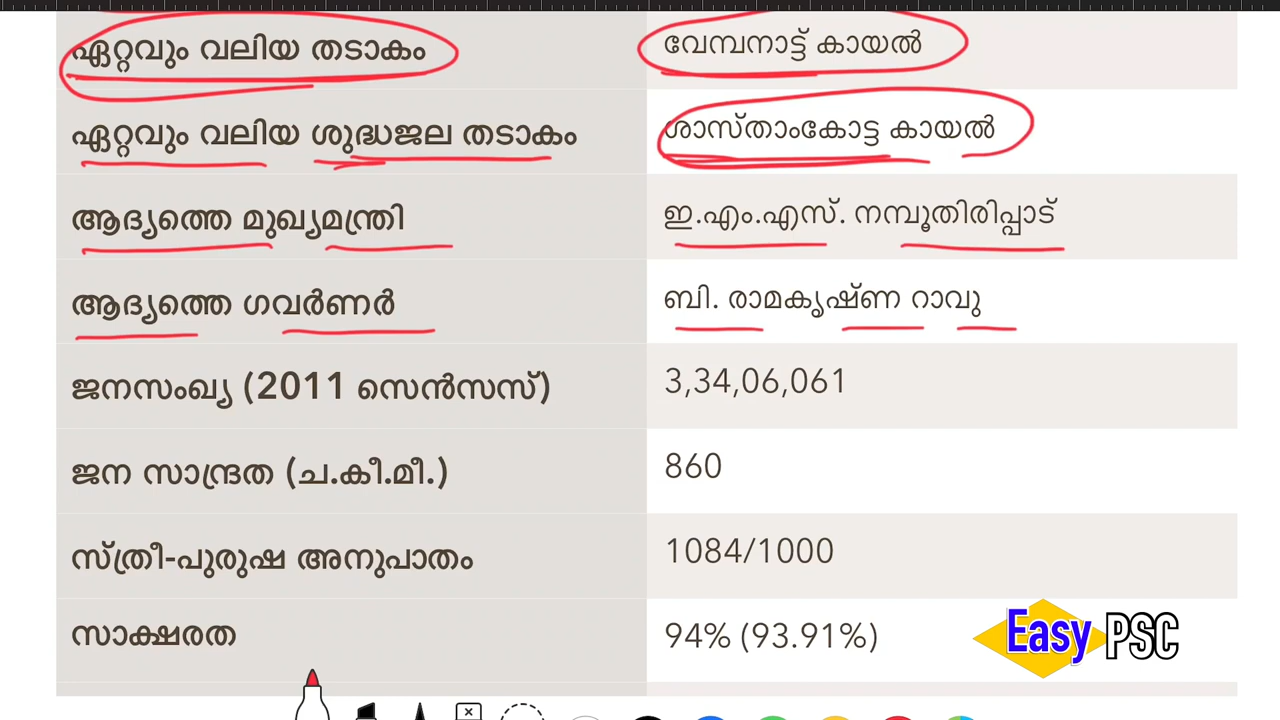 ഏറ്റവും വലിയ തടാകം വേമ്പനാട്ട് കായൽ
ഏറ്റവും വലിയ ശുദ്ധജല തടാകം ശാസ്താംകോട്ട കായൽ
ആദ്യത്തെ മുഖ്യമന്ത്രി ഇ.എം.എസ്. നമ്പൂതിരിപ്പാട്
ആദ്യത്തെ ഗവർണർ ബി. രാമകൃഷ്ണ റാവു
ജനസംഖ്യ (2011 സെൻസസ്) 3,34,06,061
ജന സാന്ദ്രത (ച.കീ.മീ.) 860
സ്ത്രീ-പുരുഷ അനുപാതം 1084/1000
സാക്ഷരത 94% (93.91%)
Easy PSC